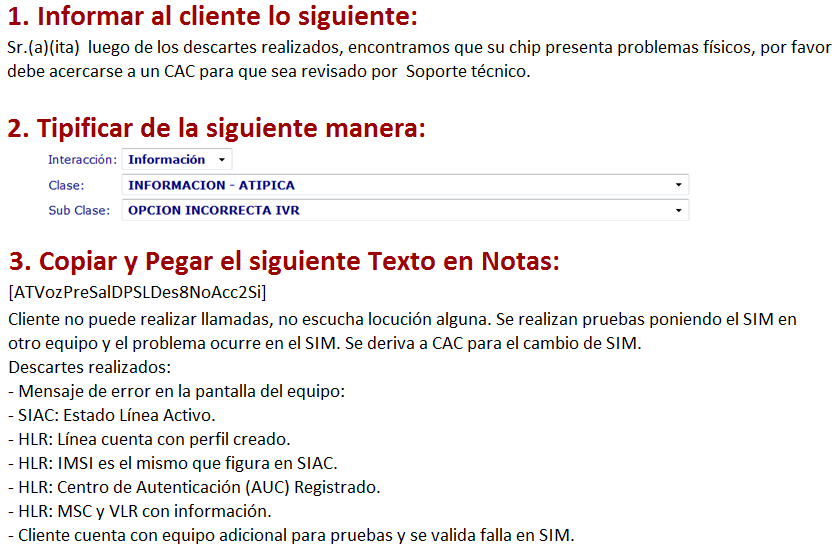 1. Informar al cliente lo siguiente:
Sr.(a)(ita)  luego de los descartes realizados, encontramos que su chip presenta problemas físicos, por favor
debe acercarse a un CAC para que sea revisado por  Soporte técnico.
2. Tipificar de la siguiente manera:
Interacción: Información
Clase: INFORMACION - ATIPICA
Sub Clase: OPCION INCORRECTA IVR
3. Copiar y Pegar el siguiente Texto en Notas:
[ATVozPreSalDPSLDes8NoAcc2Si]
Cliente no puede realizar llamadas, no escucha locución alguna. Se realizan pruebas poniendo el SIM en
otro equipo y el problema ocurre en el SIM. Se deriva a CAC para el cambio de SIM.
Descartes realizados:
- Mensaje de error en la pantalla del equipo:
- SIAC: Estado Línea Activo.
- HLR: Línea cuenta con perfil creado.
- HLR: IMSI es el mismo que figura en SIAC.
- HLR: Centro de Autenticación (AUC) Registrado.
- HLR: MSC y VLR con información.
- Cliente cuenta con equipo adicional para pruebas y se valida falla en SIM.